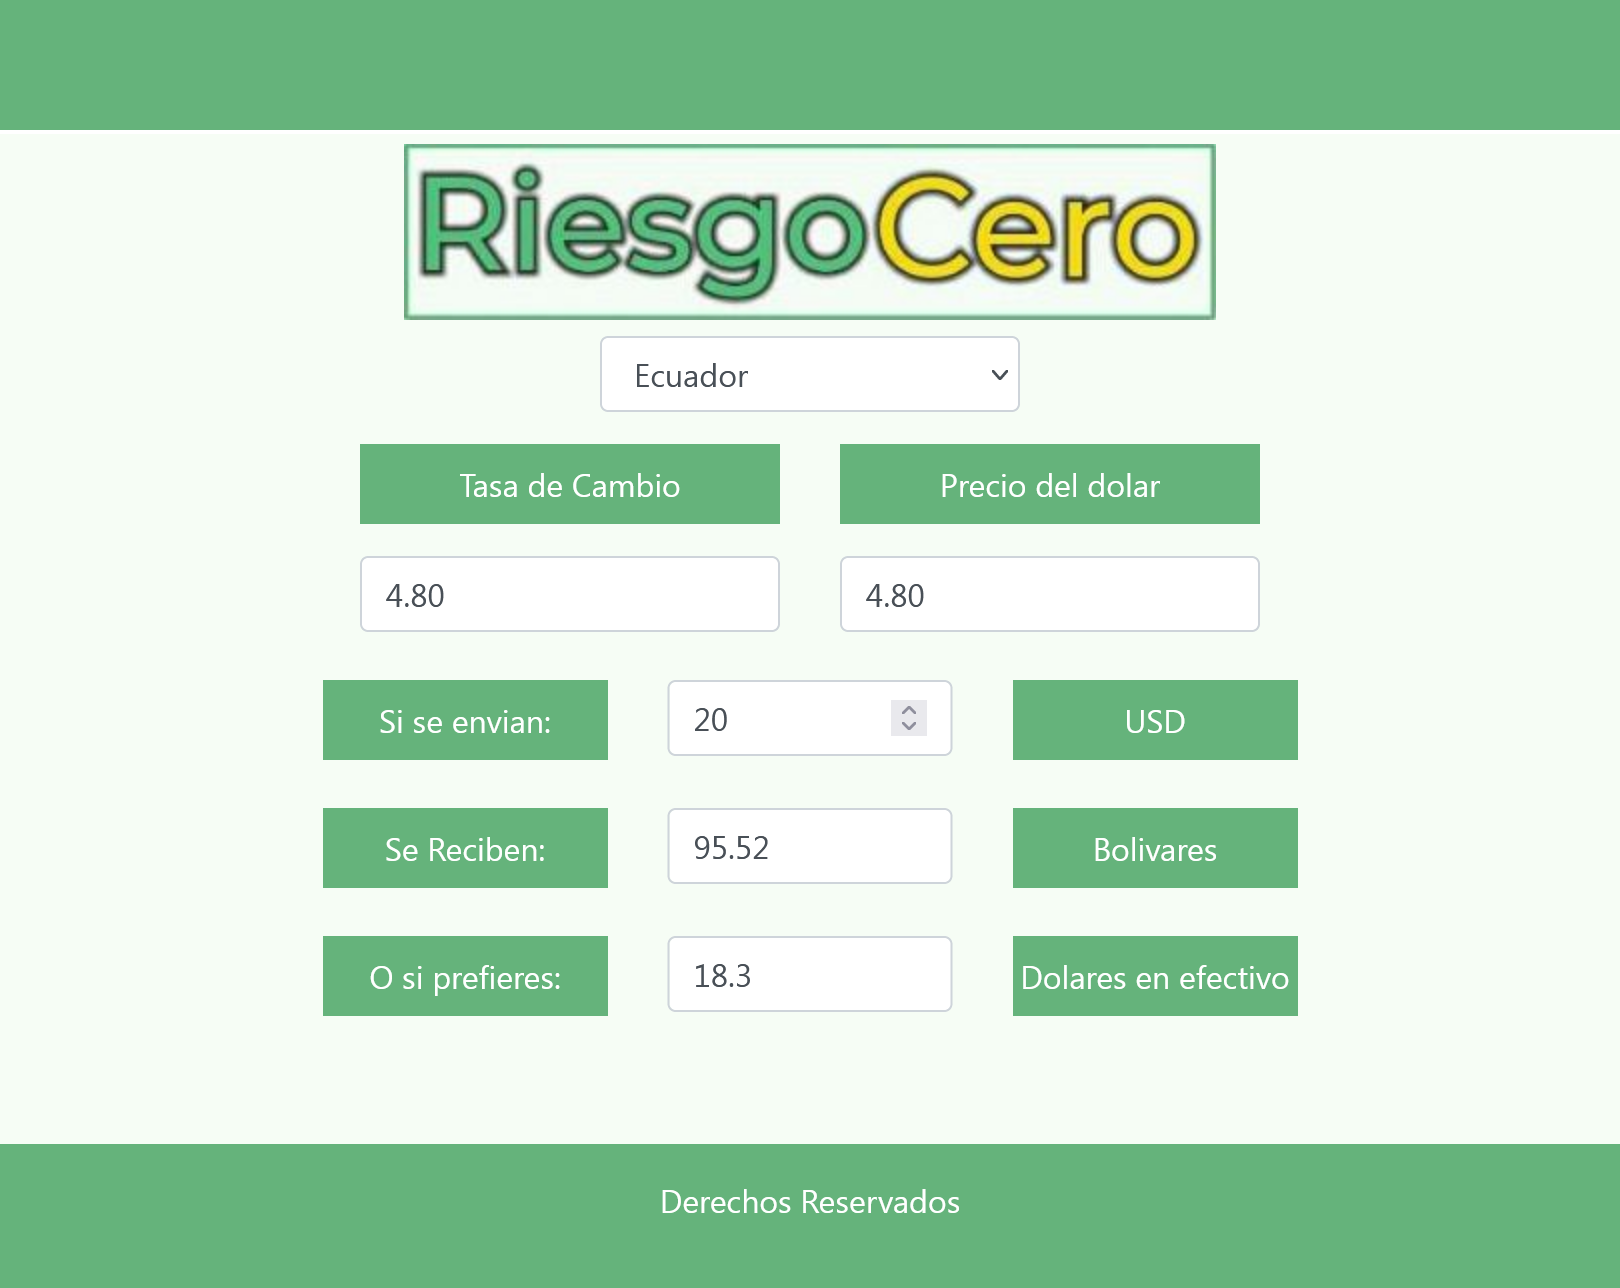 RiesgoCero
Ecuador
Tasa de Cambio
Precio del dolar
4.80
4.80
Si se envian:
20
USD
Se Reciben:
95.52
Bolivares
O si prefieres:
18.3
Dolares en efectivo
Derechos Reservados